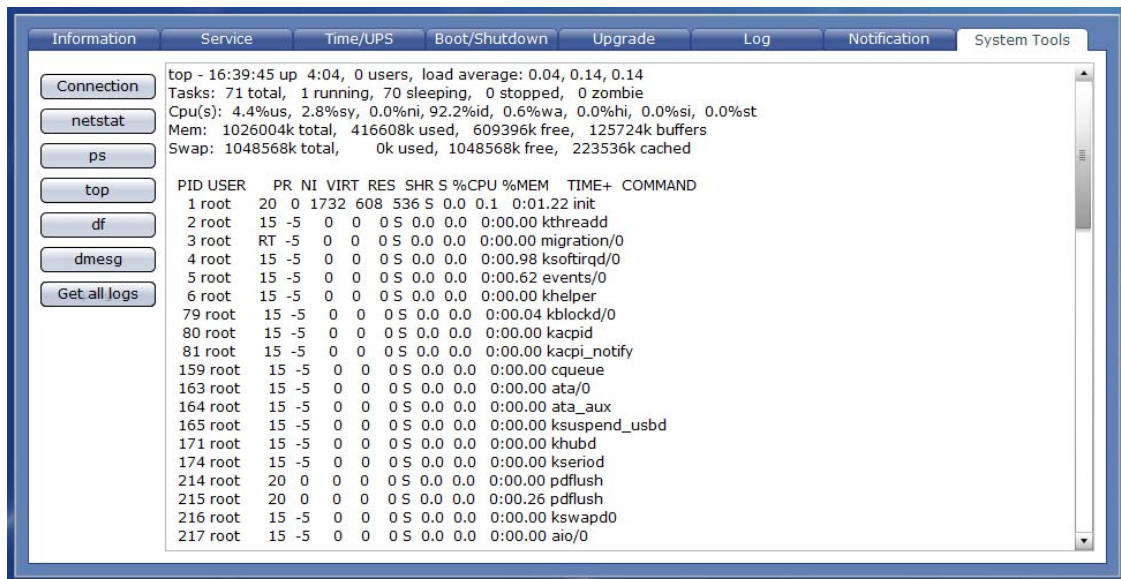 Information Service Time/UPS Boot/Shutdown Upgrade Log Notification System Tools
Connection
netstat
ps
top
df
dmesg
Get all logs
top - 16:39:45 up 4:04, 0 users, load average: 0.04, 0.14, 0.14
Tasks: 71 total, 1 running, 70 sleeping, 0 stopped, 0 zombie
Cpu(s): 4.4%us, 2.8%sy, 0.0%ni, 92.2%id, 0.6%wa, 0.0%hi, 0.0%si, 0.0%st
Mem: 1026004k total, 416608k used, 609396k free, 125724k buffers
Swap: 1048568k total, 0k used, 1048568k free, 223536k cached
PID USER PR NI VIRT RES SHR S %CPU %MEM TIME+ COMMAND
1 root 20 0 1732 608 536 S 0.0 0.1 0:01.22 init
2 root 15 -5 0 0 0 S 0.0 0.0 0:00.00 kthreadd
3 root RT -5 0 0 0 S 0.0 0.0 0:00.00 migration/0
4 root 15 -5 0 0 0 S 0.0 0.0 0:00.98 ksoftirqd/0
5 root 15 -5 0 0 0 S 0.0 0.0 0:00.62 events/0
6 root 15 -5 0 0 0 S 0.0 0.0 0:00.00 khelper
79 root 15 -5 0 0 0 S 0.0 0.0 0:00.04 kblockd/0
80 root 15 -5 0 0 0 S 0.0 0.0 0:00.00 kacpid
81 root 15 -5 0 0 0 S 0.0 0.0 0:00.00 kacpi_notify
159 root 15 -5 0 0 0 S 0.0 0.0 0:00.00 cqueue
163 root 15 -5 0 0 0 S 0.0 0.0 0:00.00 ata/0
164 root 15 -5 0 0 0 S 0.0 0.0 0:00.00 ata_aux
165 root 15 -5 0 0 0 S 0.0 0.0 0:00.00 ksuspend_usbd
171 root 15 -5 0 0 0 S 0.0 0.0 0:00.00 khubd
174 root 15 -5 0 0 0 S 0.0 0.0 0:00.00 kseriod
214 root 20 0 0 0 0 S 0.0 0.0 0:00.00 pdflush
215 root 20 0 0 0 0 S 0.0 0.0 0:00.26 pdflush
216 root 15 -5 0 0 0 S 0.0 0.0 0:00.00 kswapd0
217 root 15 -5 0 0 0 S 0.0 0.0 0:00.00 aio/0